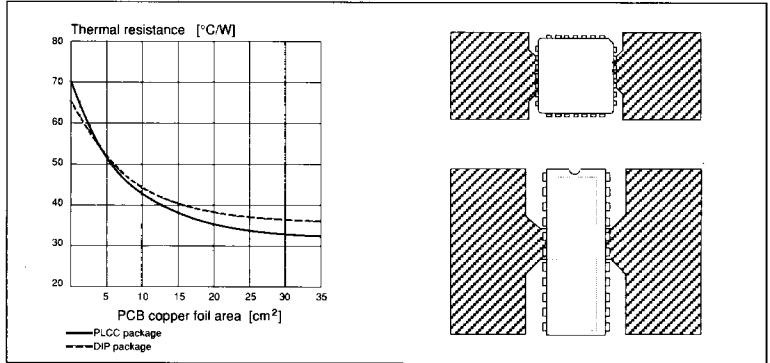 Thermal resistance [°C/W]
80
70
60
50
40
30
20
5 10 15 20 25 30 35
PCB copper foil area [cm²]
PLCC package
DIP package